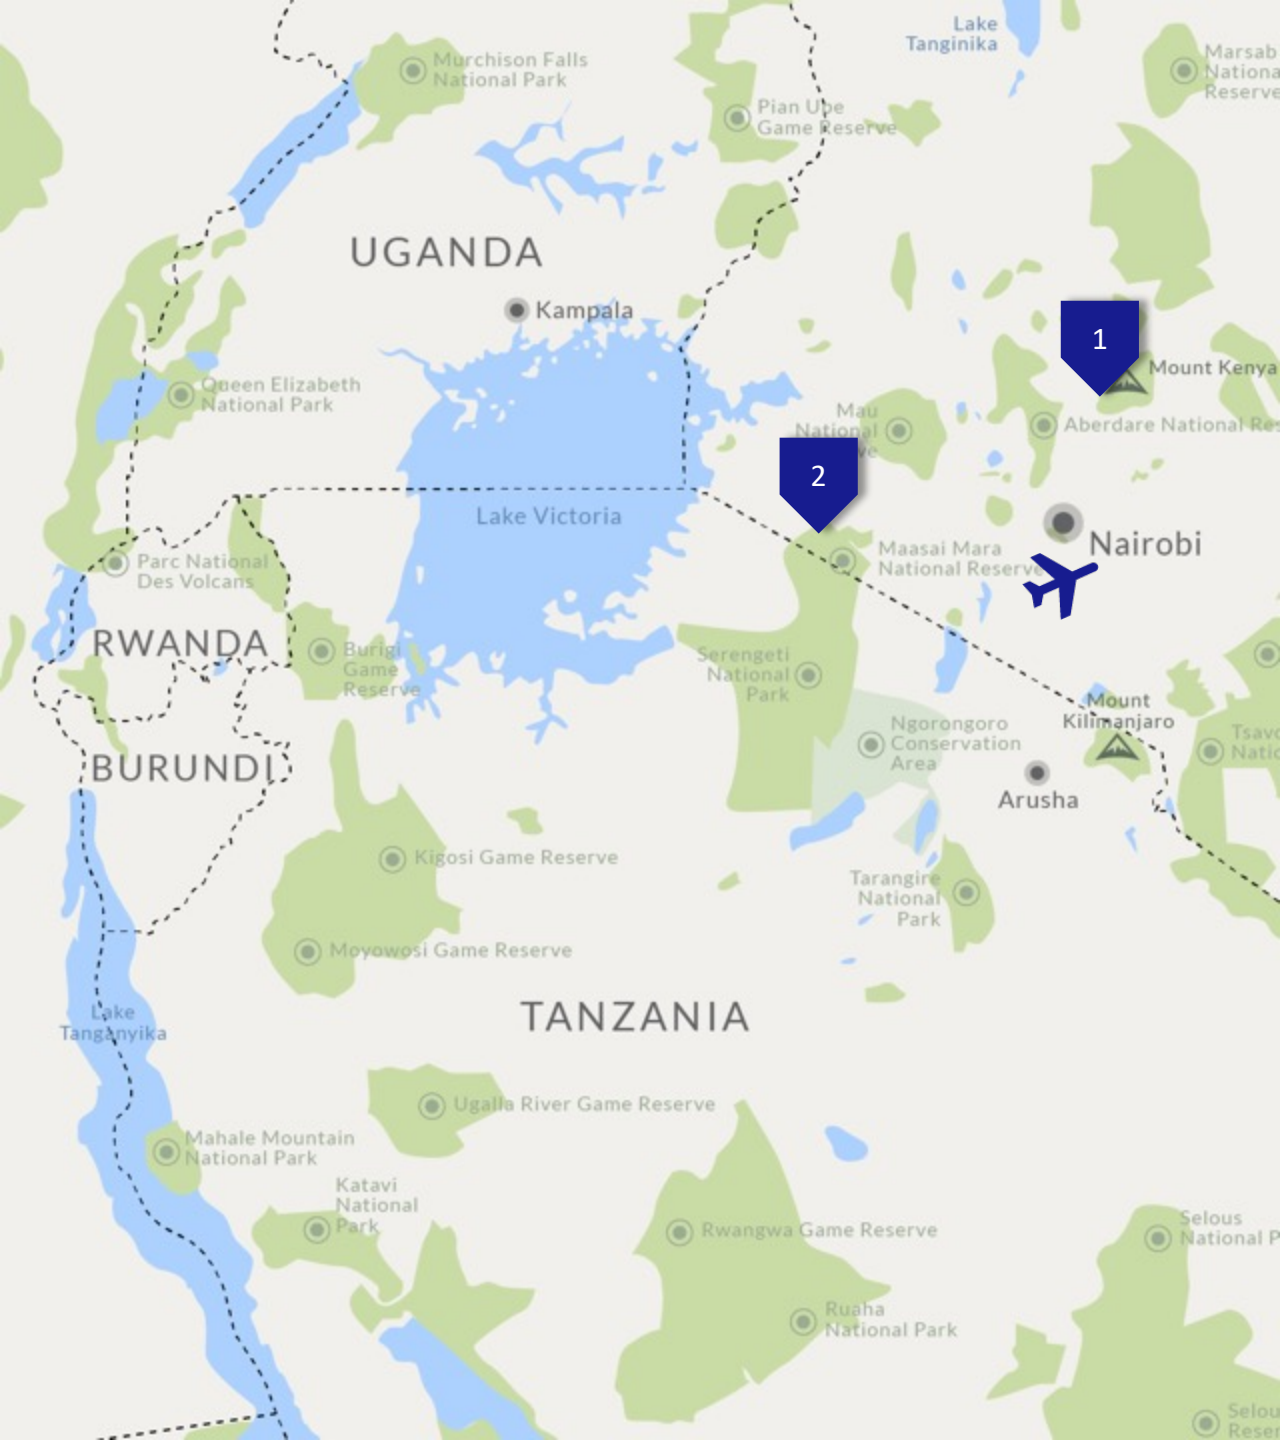 Lake
Tanginika
Murchison Falls
National Park
Marsab
Nationa
Reserve
Pian Upe
Game Reserve
UGANDA
Kampala
1
Mount Kenya
Queen Elizabeth
National Park
Mau
National
ve
Aberdare National Res
2
Lake Victoria
Nairobi
Maasai Mara
National Reserve
Parc National
Des Volcans
RWANDA
Burigi
Game
Reserve
Serengeti
National
Park
Mount
Kilimanjaro
Ngorongoro
Conservation
Area
Tsavo
Natio
BURUNDI
Arusha
Kigosi Game Reserve
Tarangire
National
Park
Moyowosi Game Reserve
TANZANIA
Lake
Tanganyika
Ugalla River Game Reserve
Mahale Mountain
National Park
Katavi
National
Park
Rwangwa Game Reserve
Selous
National P
Ruaha
National Park
Selou
Reser